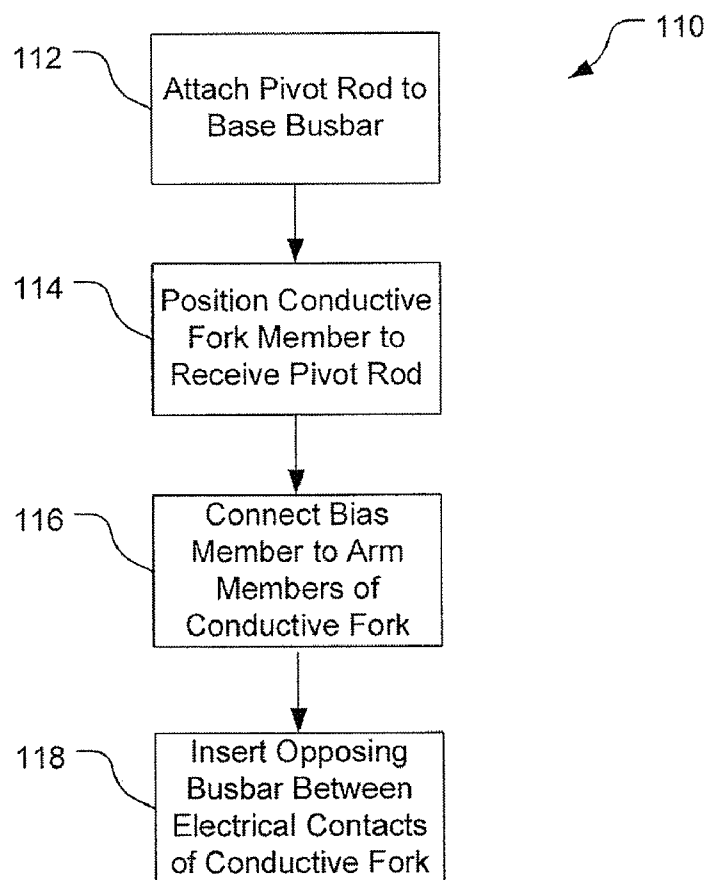 110
112
Attach Pivot Rod to
Base Busbar
114
Position Conductive
Fork Member to
Receive Pivot Rod
116
Connect Bias
Member to Arm
Members of
Conductive Fork
118
Insert Opposing
Busbar Between
Electrical Contacts
of Conductive Fork